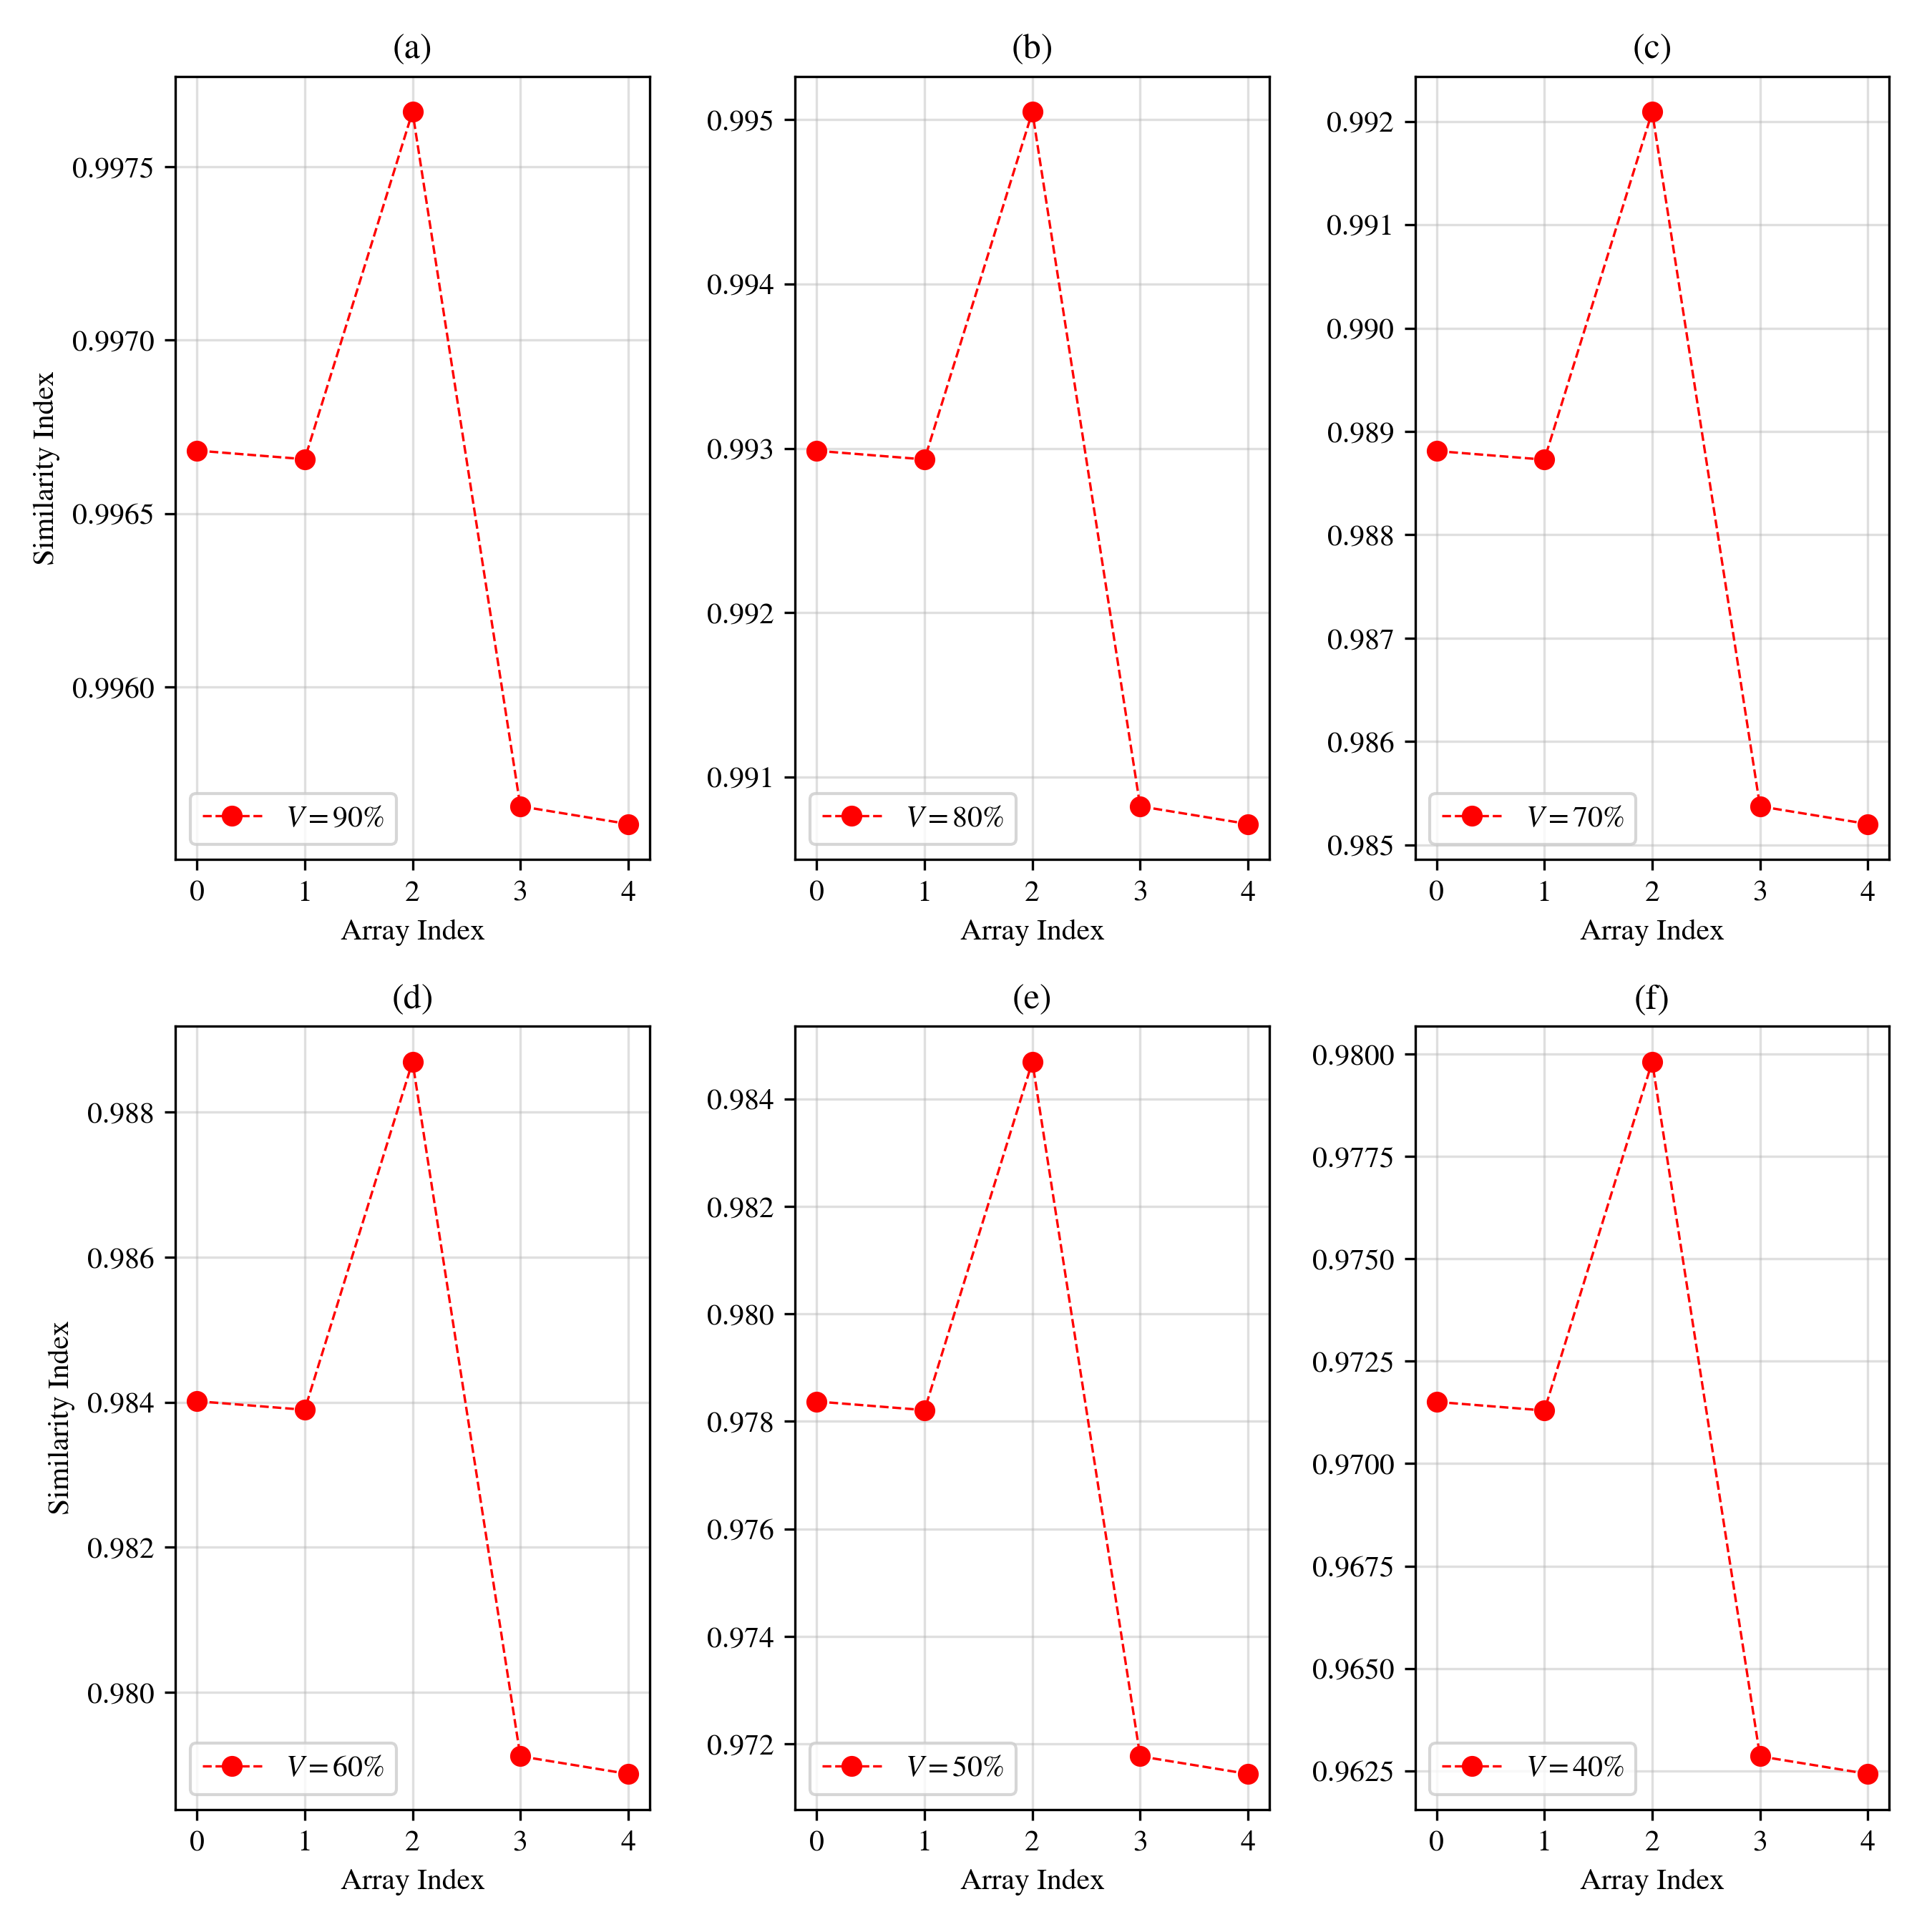 (a)
0.9975
0.9970
0.9965
0.9960
Similarity Index
V=90%
0 1 2 3 4
Array Index
(b)
0.995
0.994
0.993
0.992
0.991
V=80%
0 1 2 3 4
Array Index
(c)
0.992
0.991
0.990
0.989
0.988
0.987
0.986
0.985
V=70%
0 1 2 3 4
Array Index
(d)
0.988
0.986
0.984
0.982
0.980
Similarity Index
V=60%
0 1 2 3 4
Array Index
(e)
0.984
0.982
0.980
0.978
0.976
0.974
0.972
V=50%
0 1 2 3 4
Array Index
(f)
0.9800
0.9775
0.9750
0.9725
0.9700
0.9675
0.9650
0.9625
V=40%
0 1 2 3 4
Array Index